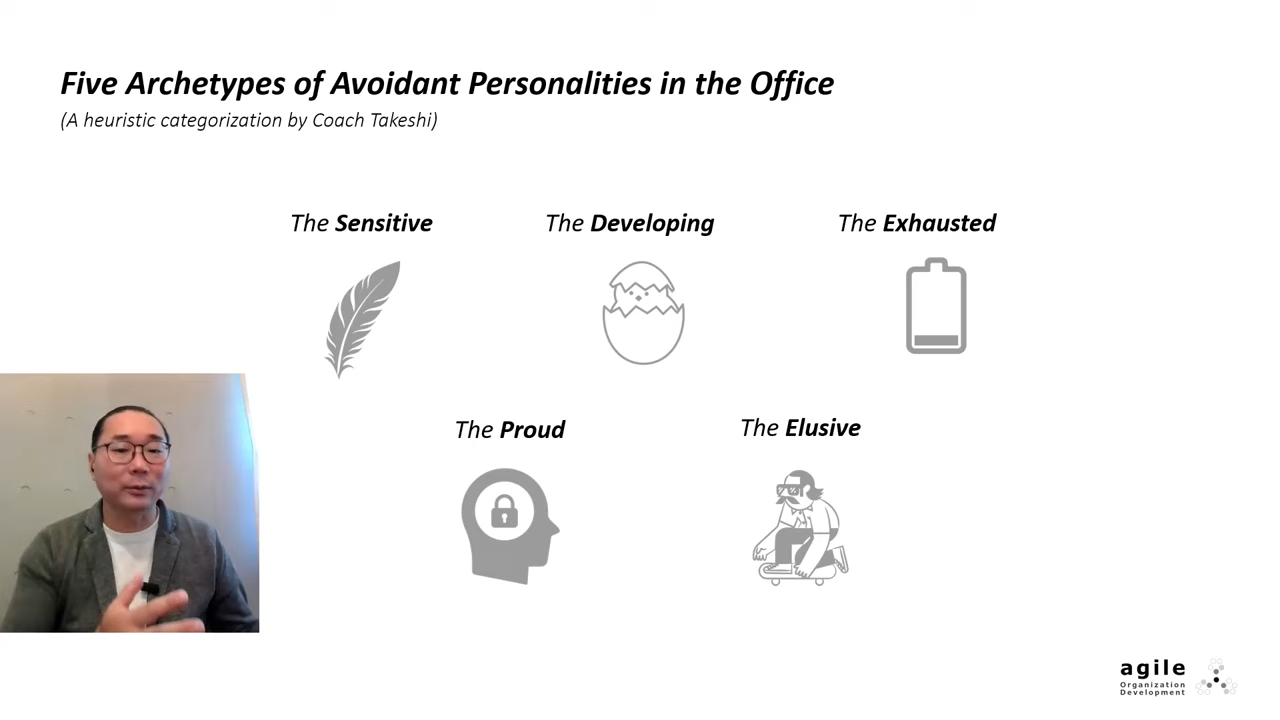 Five Archetypes of Avoidant Personalities in the Office
(A heuristic categorization by Coach Takeshi)
The Sensitive
The Developing
The Exhausted
The Proud
The Elusive
agile
Organization
Development